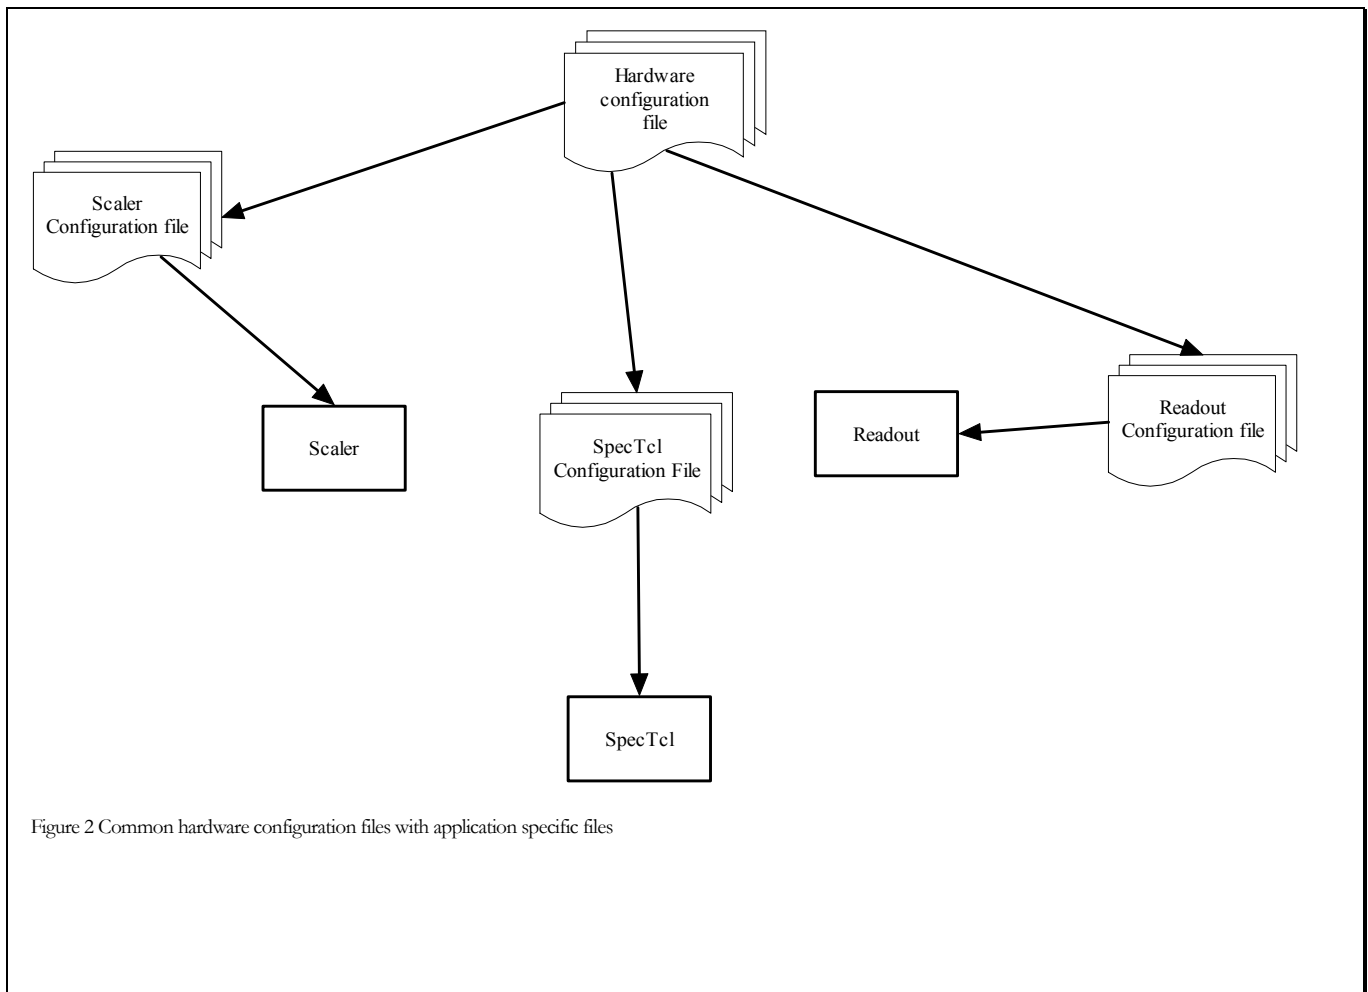 Hardware
configuration
file
Scaler
Configuration file
Scaler
SpecTcl
Configuration File
Readout
Readout
Configuration file
SpecTcl
Figure 2 Common hardware configuration files with application specific files